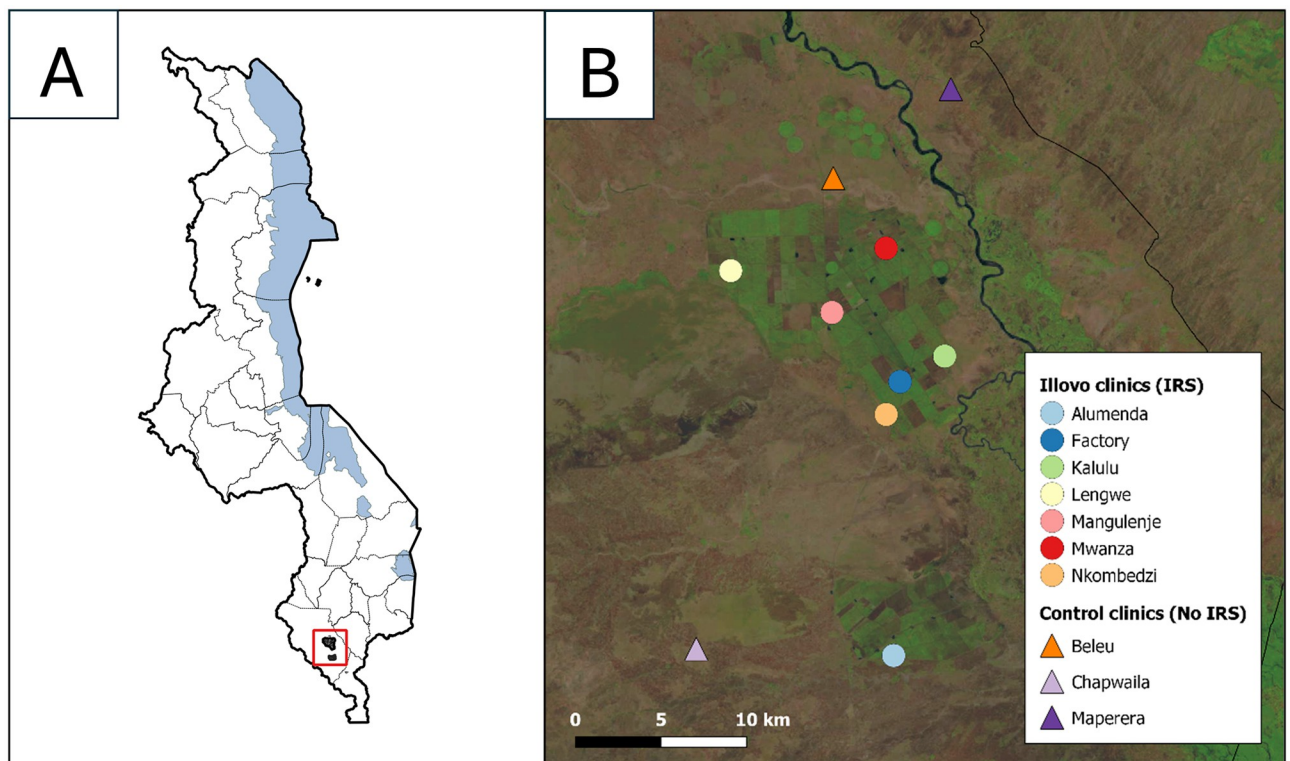 A
B
0 5 10 km
Illovo clinics (IRS)
Alumenda
Factory
Kalulu
Lengwe
Mangulenje
Mwanza
Nkombedzi
Control clinics (No IRS)
Beleu
Chapwaila
Maperera